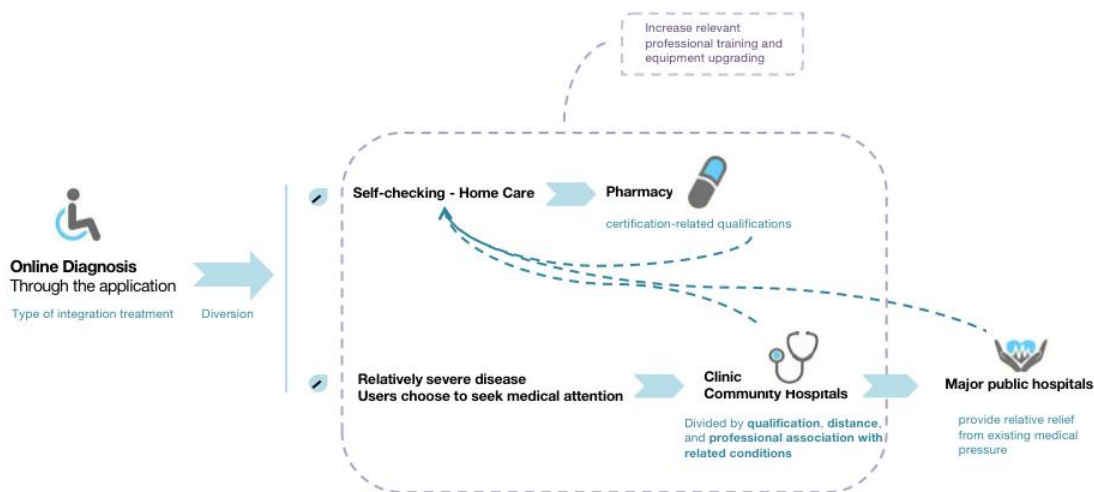 Increase relevant
professional training and
equipment upgrading
Self-checking - Home Care
Pharmacy
certification-related qualifications
Online Diagnosis
Through the application
Type of integration treatment
Diversion
Relatively severe disease
Users choose to seek medical attention
Clinic
Community Hospitals
Divided by qualification, distance,
and professional association with
related conditions
Major public hospitals
provide relative relief
from existing medical
pressure